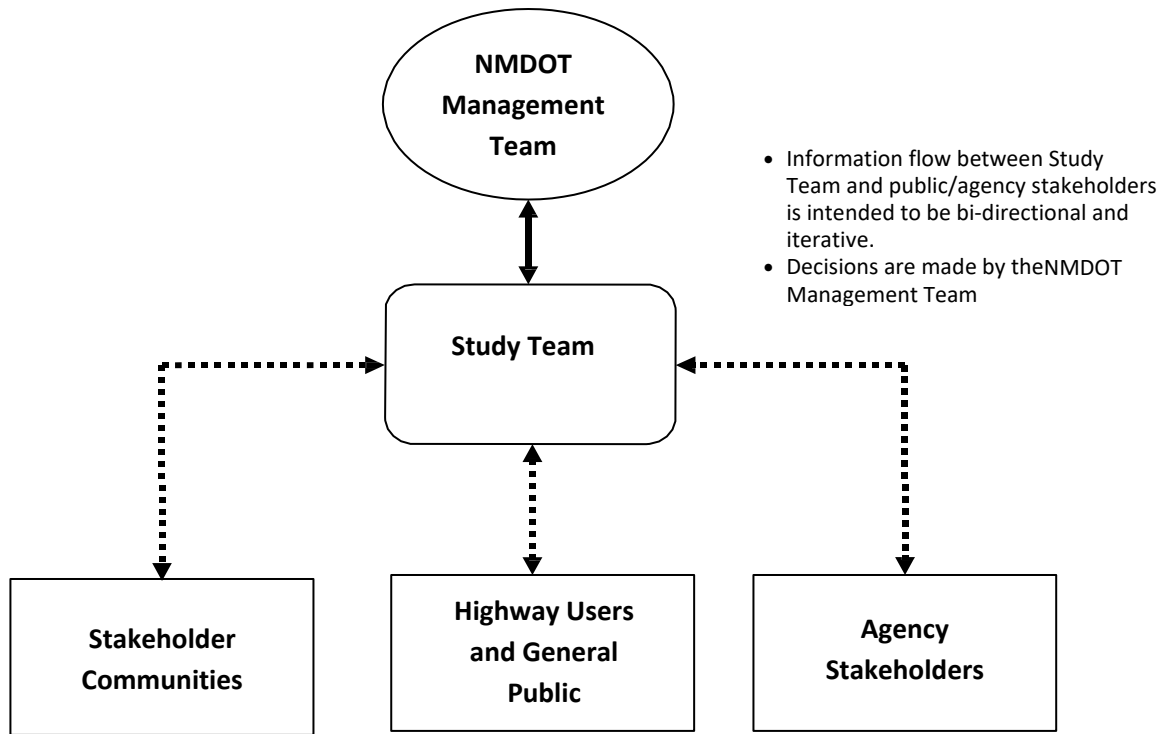 NMDOT
Management
Team
• Information flow between Study
Team and public/agency stakeholders
is intended to be bi-directional and
iterative.
• Decisions are made by theNMDOT
Management Team
Study Team
Stakeholder
Communities
Highway Users
and General
Public
Agency
Stakeholders